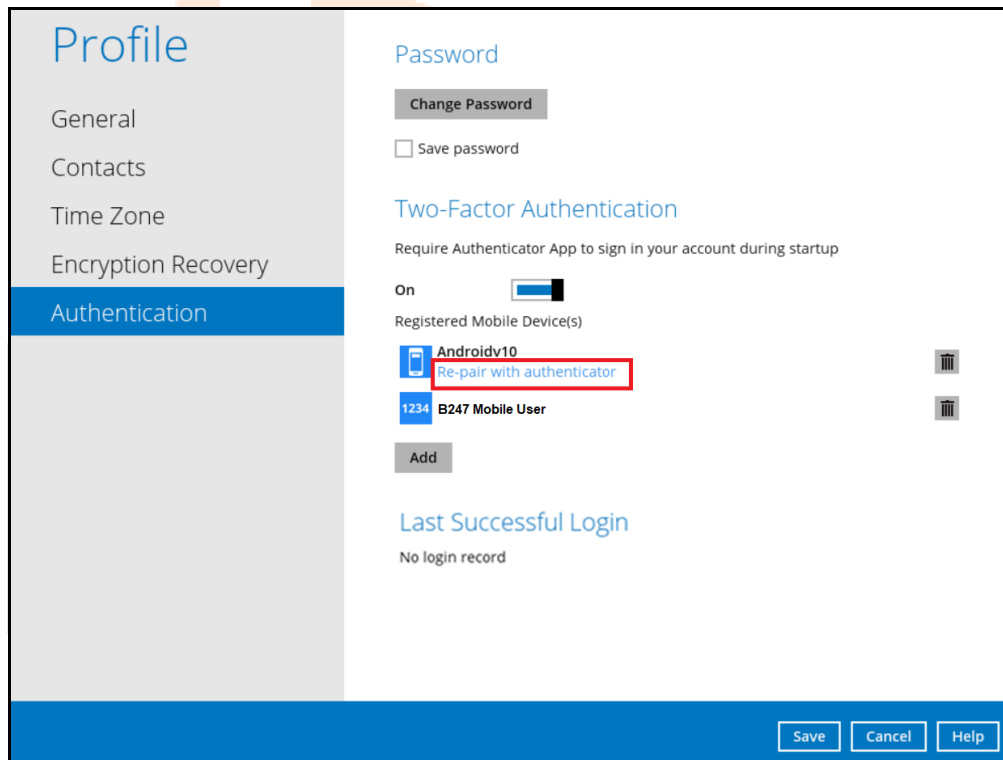 Profile
General
Contacts
Time Zone
Encryption Recovery
Authentication
Password
Change Password
Save password
Two-Factor Authentication
Require Authenticator App to sign in your account during startup
On
Registered Mobile Device(s)
Androidv10
Re-pair with authenticator
1234 B247 Mobile User
Add
Last Successful Login
No login record
Save Cancel Help